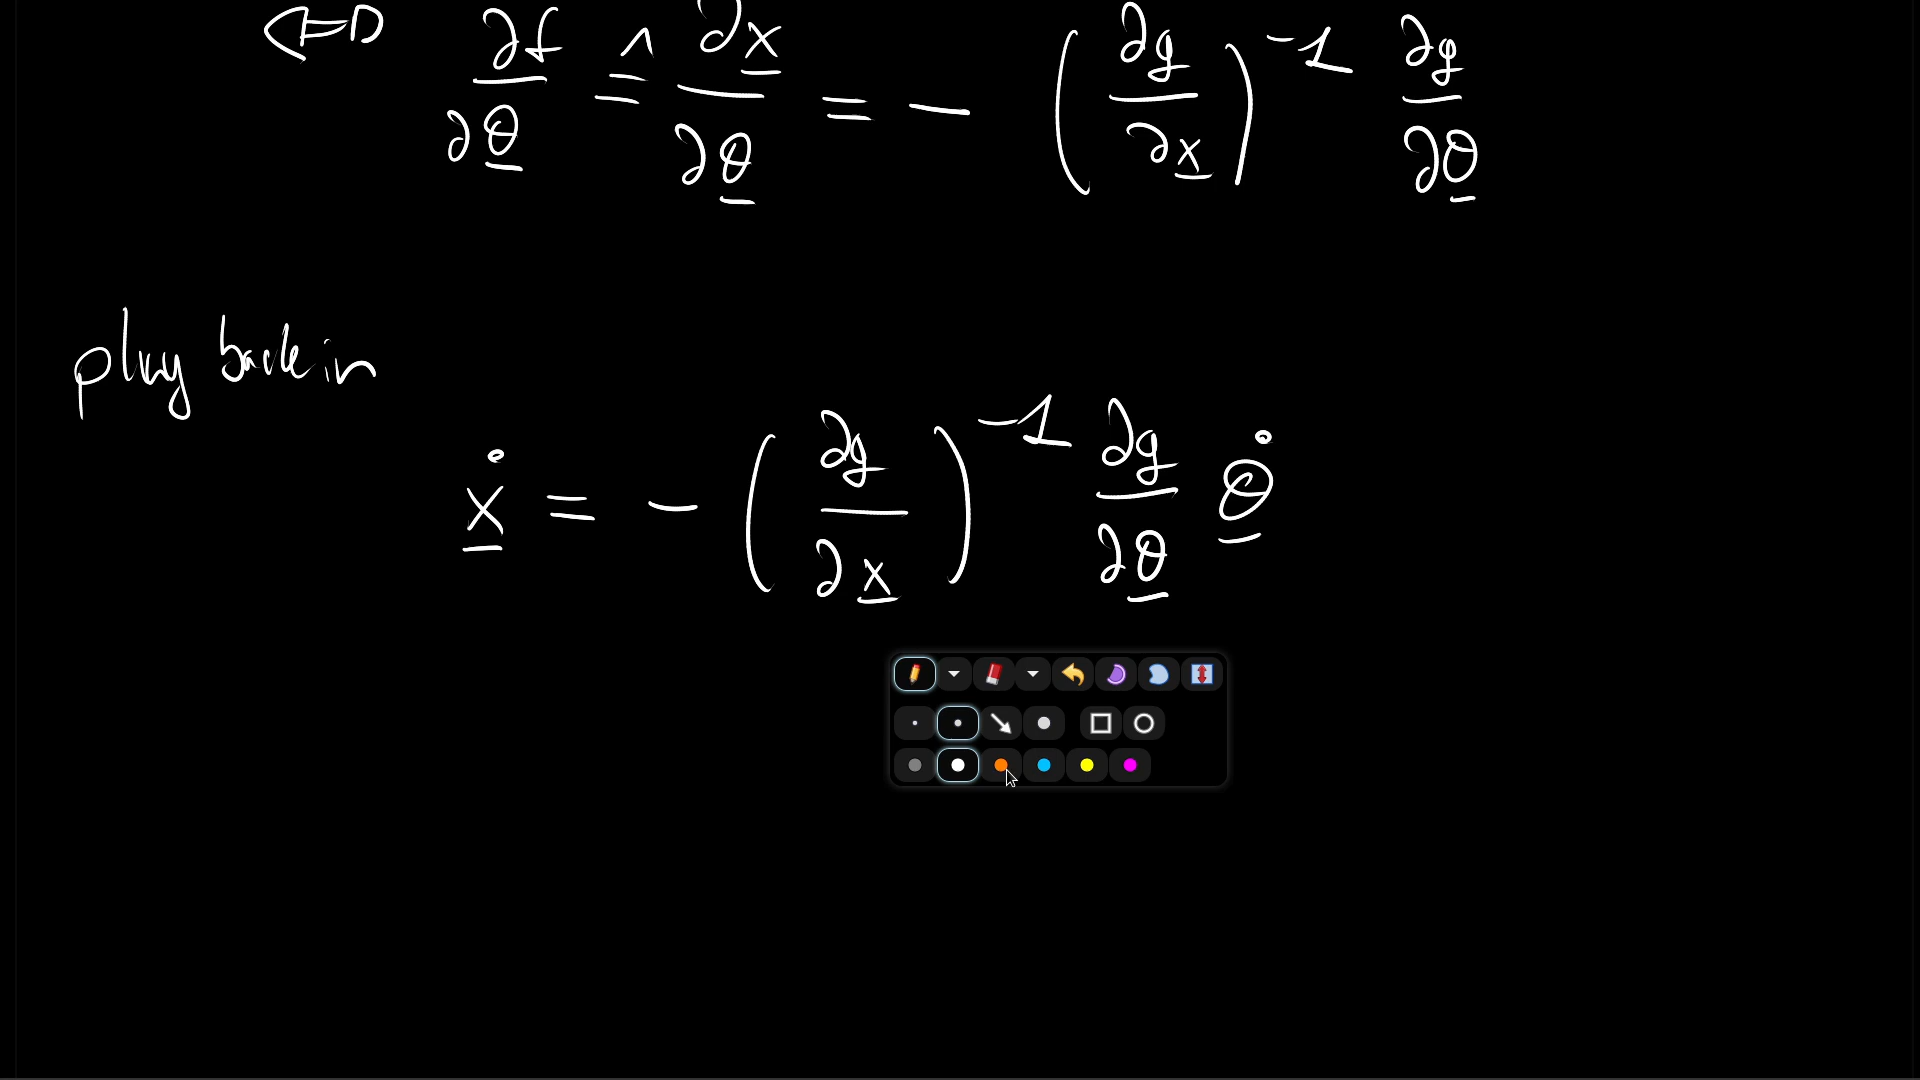 ⇐⇒ ∂f/∂θ ≙ ∂x/∂θ = − (∂g/∂x)^−1 ∂g/∂θ
plug back in
ẋ = − (∂g/∂x)^−1 ∂g/∂θ θ̇